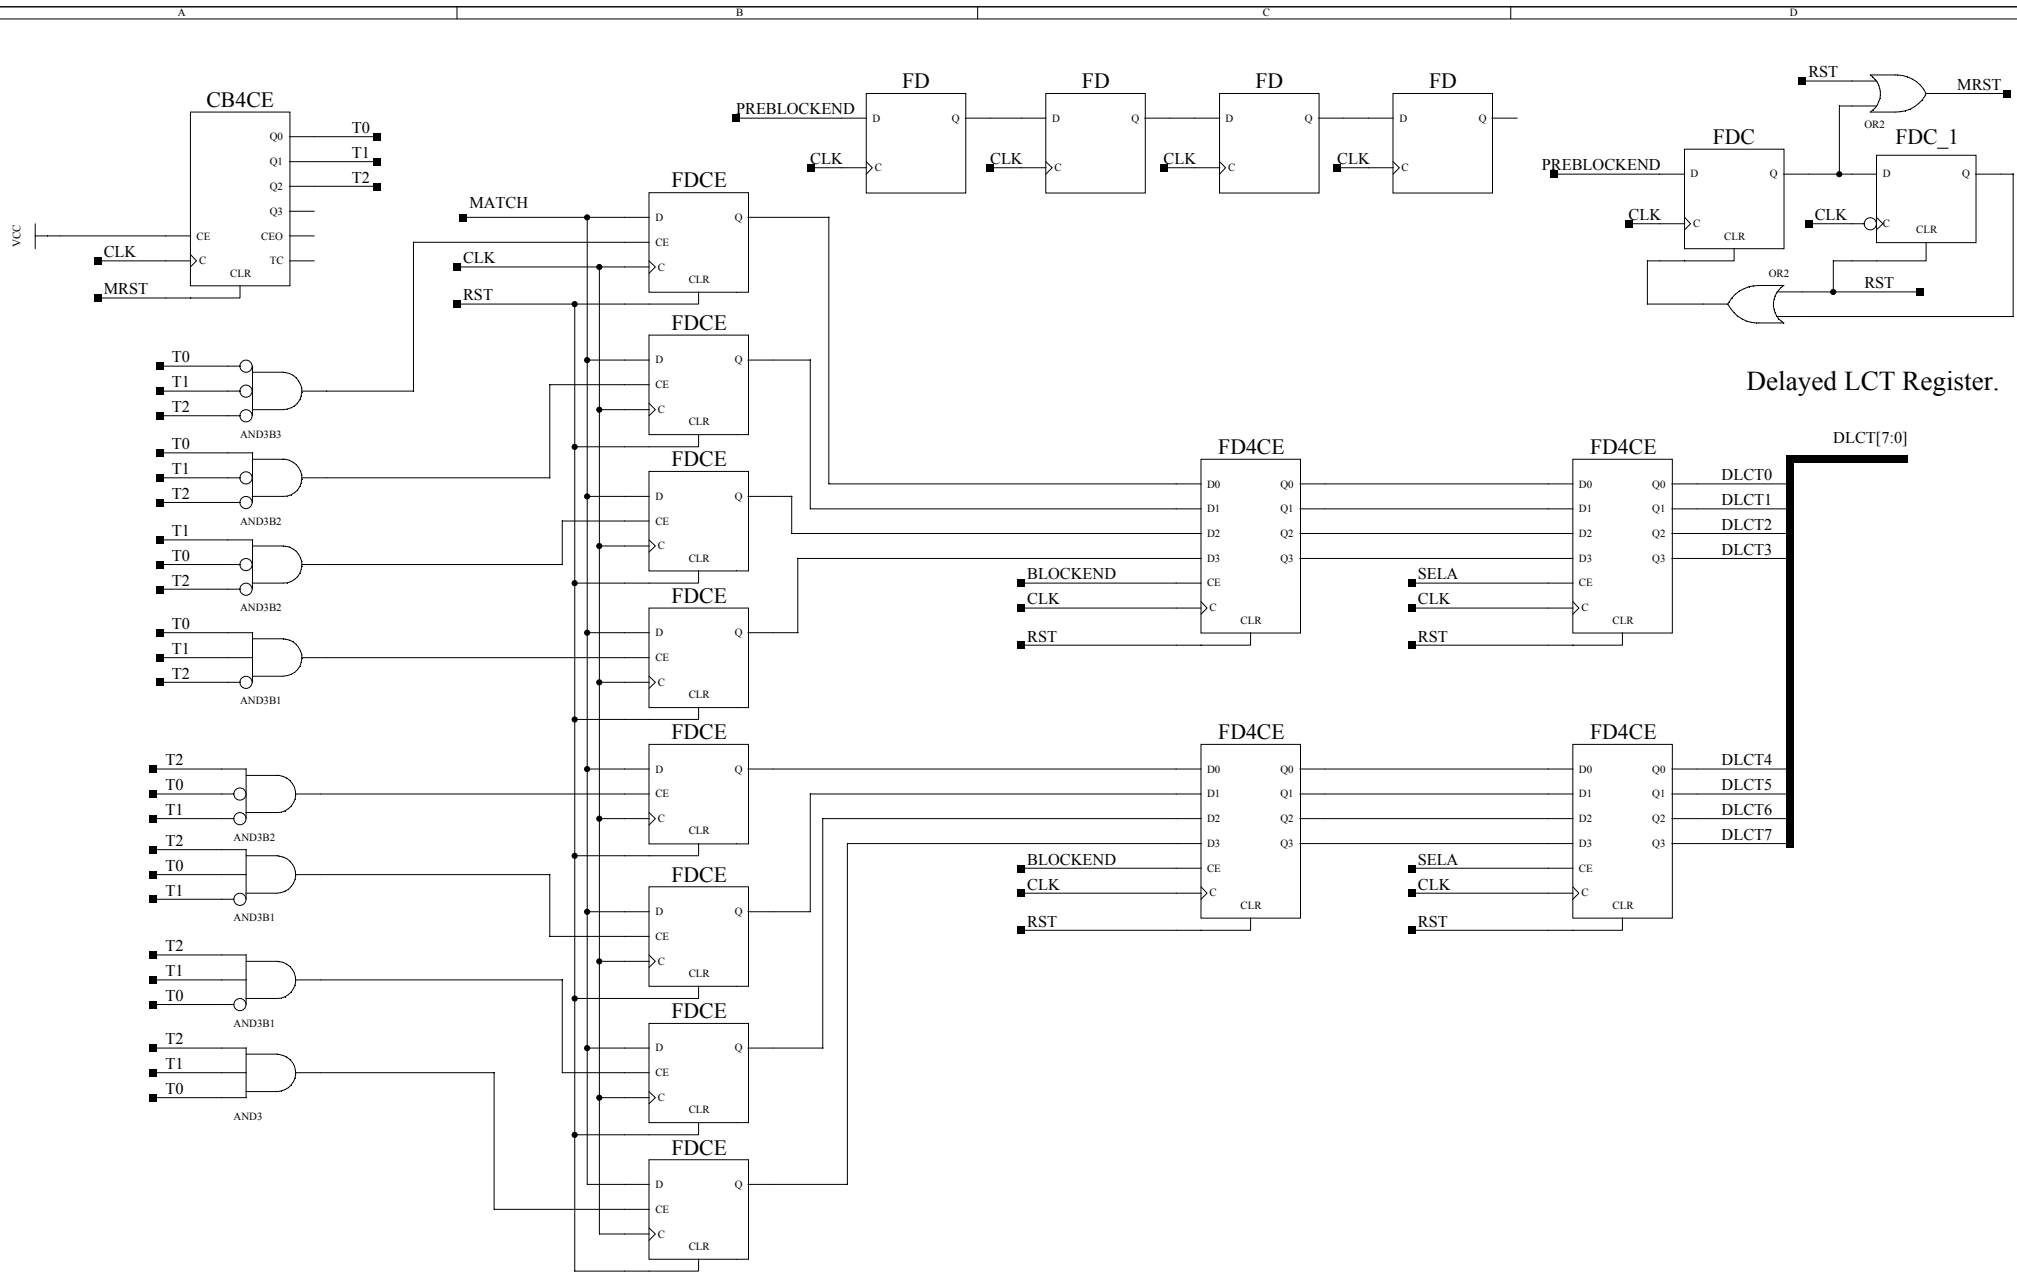 A B C D
CB4CE
Q0 T0
Q1 T1
Q2 T2
Q3
VCC CE CEO
CLK C TC
CLR
MRST
FD FD FD FD
PREBLOCKEND D Q D Q D Q D Q
CLK C CLK C CLK C CLK C
RST
MRST
OR2
FDC FDC_1
PREBLOCKEND D Q D Q
CLK C CLK C
CLR CLR
OR2
RST
Delayed LCT Register.
T0
T1
T2
AND3B3
T0
T1
T2
AND3B2
T1
T0
T2
AND3B2
T0
T1
T2
AND3B1
T2
T0
T1
AND3B2
T2
T0
T1
AND3B1
T2
T1
T0
AND3B1
T2
T1
T0
AND3
FDCE
MATCH D Q
CE
CLK C
CLR
RST
FDCE
D Q
CE
C
CLR
FDCE
D Q
CE
C
CLR
FDCE
D Q
CE
C
CLR
FDCE
D Q
CE
C
CLR
FDCE
D Q
CE
C
CLR
FDCE
D Q
CE
C
CLR
FDCE
D Q
CE
C
CLR
FD4CE FD4CE DLCT[7:0]
D0 Q0 D0 Q0 DLCT0
D1 Q1 D1 Q1 DLCT1
D2 Q2 D2 Q2 DLCT2
D3 Q3 D3 Q3 DLCT3
BLOCKEND CE SELA CE
CLK C CLK C
CLR CLR
RST RST
FD4CE FD4CE
D0 Q0 D0 Q0 DLCT4
D1 Q1 D1 Q1 DLCT5
D2 Q2 D2 Q2 DLCT6
D3 Q3 D3 Q3 DLCT7
BLOCKEND CE SELA CE
CLK C CLK C
CLR CLR
RST RST